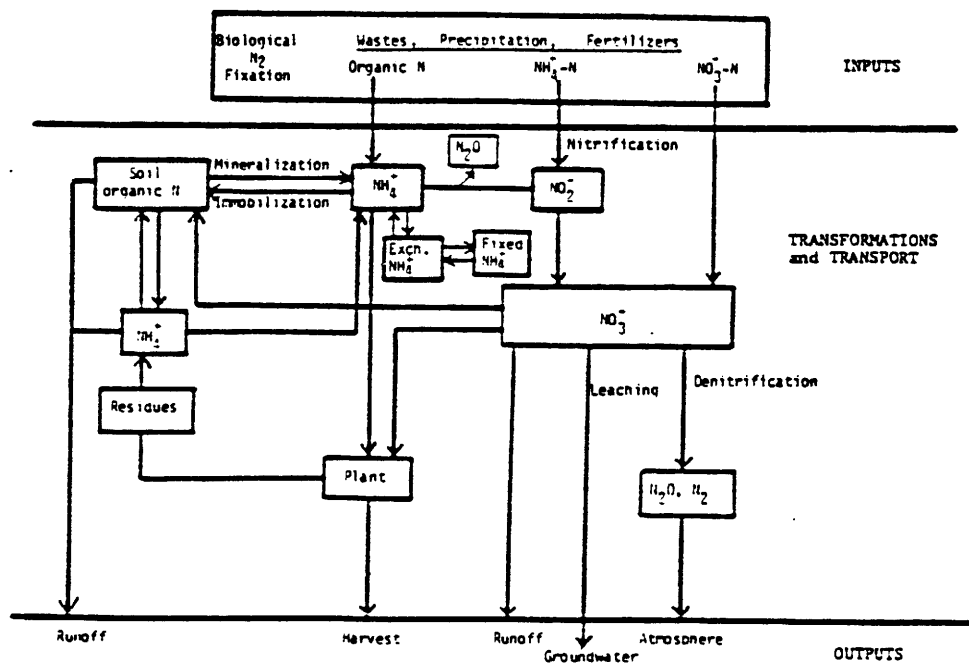 Biological
N₂
Fixation
Wastes, Precipitation, Fertilizers
Organic N
NH₄⁺-N
NO₃⁻-N
INPUTS
Nitrification
N₂O
Soil
organic N
Mineralization
Immobilization
NH₄⁺
NO₂⁻
Exch.
NH₄⁺
Fixed
NH₄⁺
TRANSFORMATIONS
and TRANSPORT
NH₄⁺
NO₃⁻
Residues
Leaching
Denitrification
Plant
N₂O, N₂
Runoff
Harvest
Runoff
Groundwater
Atmosphere
OUTPUTS